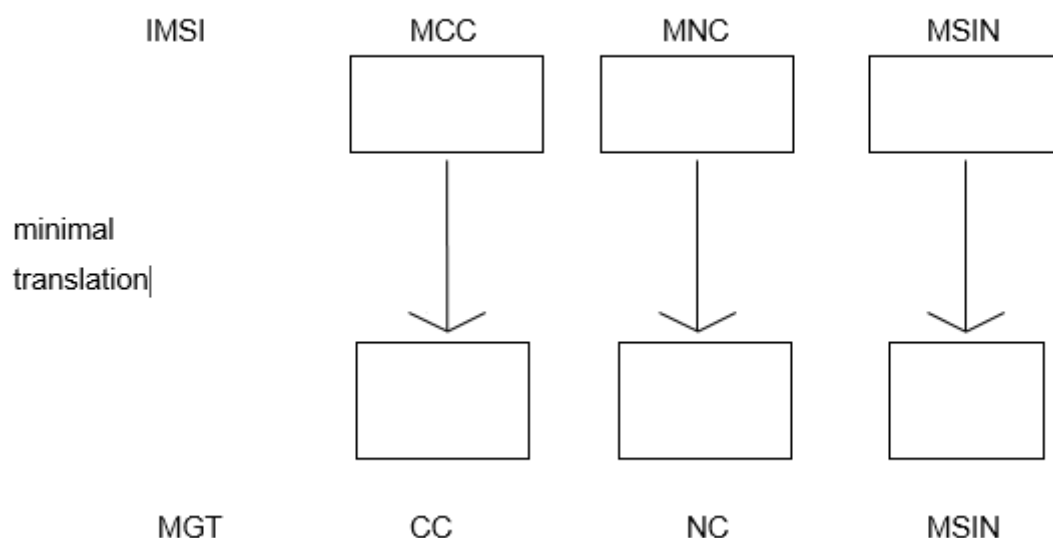 IMSI MCC MNC MSIN
minimal
translation
MGT CC NC MSIN